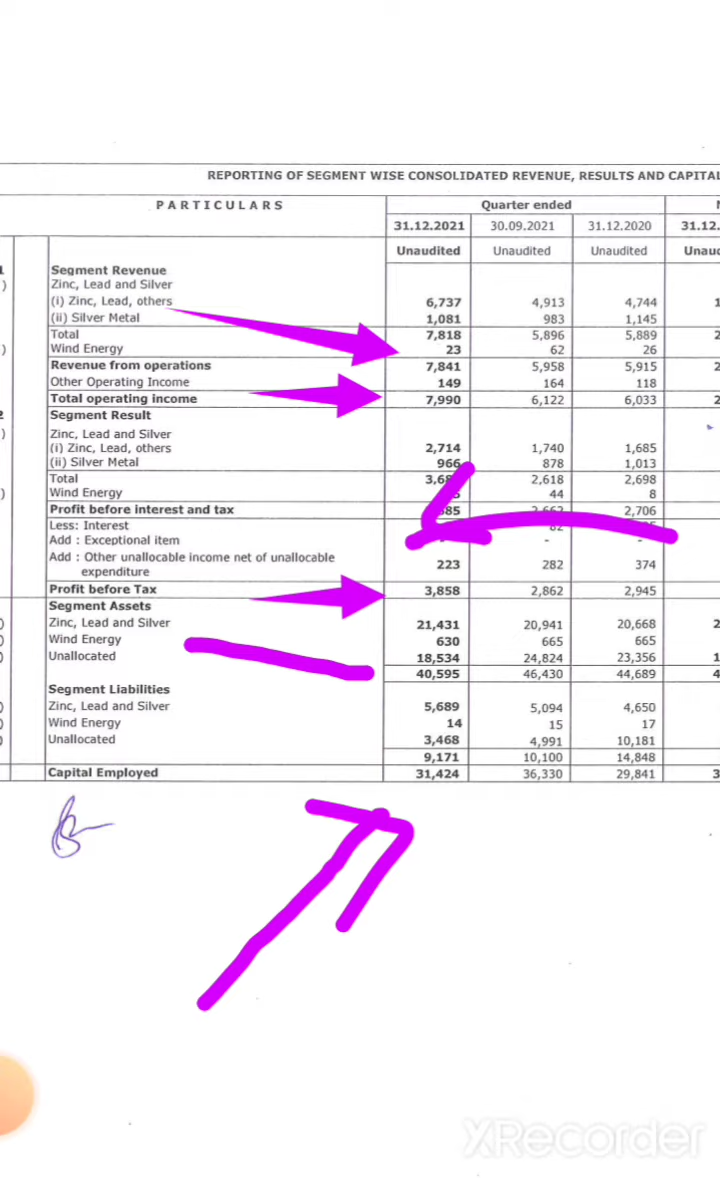 REPORTING OF SEGMENT WISE CONSOLIDATED REVENUE, RESULTS AND CAPITAL
PARTICULARS Quarter ended
31.12.2021 30.09.2021 31.12.2020 31.12.
Unaudited Unaudited Unaudited Unau
Segment Revenue
Zinc, Lead and Silver
(i) Zinc, Lead, others 6,737 4,913 4,744
(ii) Silver Metal 1,081 983 1,145
Total 7,818 5,896 5,889
Wind Energy 23 62 26
Revenue from operations 7,841 5,958 5,915
Other Operating Income 149 164 118
Total operating income 7,990 6,122 6,033
Segment Result
Zinc, Lead and Silver
(i) Zinc, Lead, others 2,714 1,740 1,685
(ii) Silver Metal 966 878 1,013
Total 2,618 2,698
Wind Energy 44 8
Profit before interest and tax 2,706
Less: Interest
Add : Exceptional item - -
Add : Other unallocable income net of unallocable
expenditure 223 282 374
Profit before Tax 3,858 2,862 2,945
Segment Assets
Zinc, Lead and Silver 21,431 20,941 20,668
Wind Energy 630 665 665
Unallocated 18,534 24,824 23,356
40,595 46,430 44,689
Segment Liabilities
Zinc, Lead and Silver 5,689 5,094 4,650
Wind Energy 14 15 17
Unallocated 3,468 4,991 10,181
9,171 10,100 14,848
Capital Employed 31,424 36,330 29,841
XRecorder